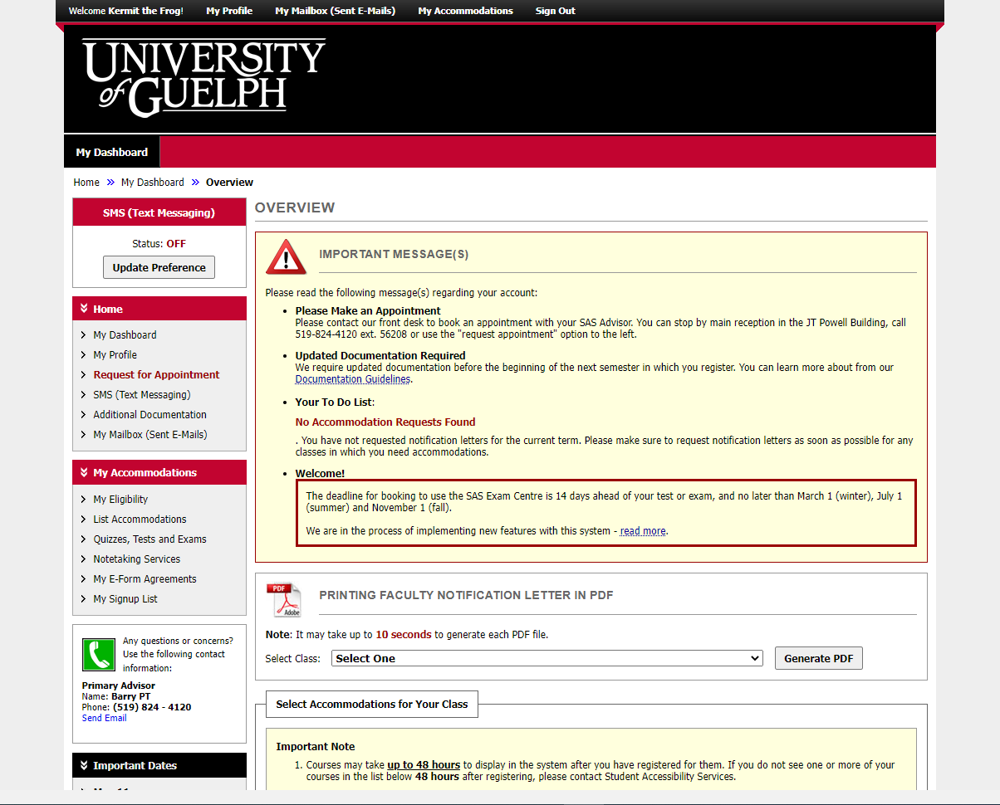 Welcome Kermit the Frog! My Profile My Mailbox (Sent E-Mails) My Accommodations Sign Out
UNIVERSITY
of GUELPH
My Dashboard
Home » My Dashboard » Overview
SMS (Text Messaging)
Status: OFF
Update Preference
Home
My Dashboard
My Profile
Request for Appointment
SMS (Text Messaging)
Additional Documentation
My Mailbox (Sent E-Mails)
My Accommodations
My Eligibility
List Accommodations
Quizzes, Tests and Exams
Notetaking Services
My E-Form Agreements
My Signup List
Any questions or concerns?
Use the following contact
information:
Primary Advisor
Name: Barry PT
Phone: (519) 824 - 4120
Send Email
Important Dates
OVERVIEW
IMPORTANT MESSAGE(S)
Please read the following message(s) regarding your account:
• Please Make an Appointment
Please contact our front desk to book an appointment with your SAS Advisor. You can stop by main reception in the JT Powell Building, call
519-824-4120 ext. 56208 or use the "request appointment" option to the left.
• Updated Documentation Required
We require updated documentation before the beginning of the next semester in which you register. You can learn more about from our
Documentation Guidelines.
• Your To Do List:
No Accommodation Requests Found
. You have not requested notification letters for the current term. Please make sure to request notification letters as soon as possible for any
classes in which you need accommodations.
• Welcome!
The deadline for booking to use the SAS Exam Centre is 14 days ahead of your test or exam, and no later than March 1 (winter), July 1
(summer) and November 1 (fall).
We are in the process of implementing new features with this system - read more.
PDF
Adobe
PRINTING FACULTY NOTIFICATION LETTER IN PDF
Note: It may take up to 10 seconds to generate each PDF file.
Select Class: Select One Generate PDF
Select Accommodations for Your Class
Important Note
1. Courses may take up to 48 hours to display in the system after you have registered for them. If you do not see one or more of your
courses in the list below 48 hours after registering, please contact Student Accessibility Services.